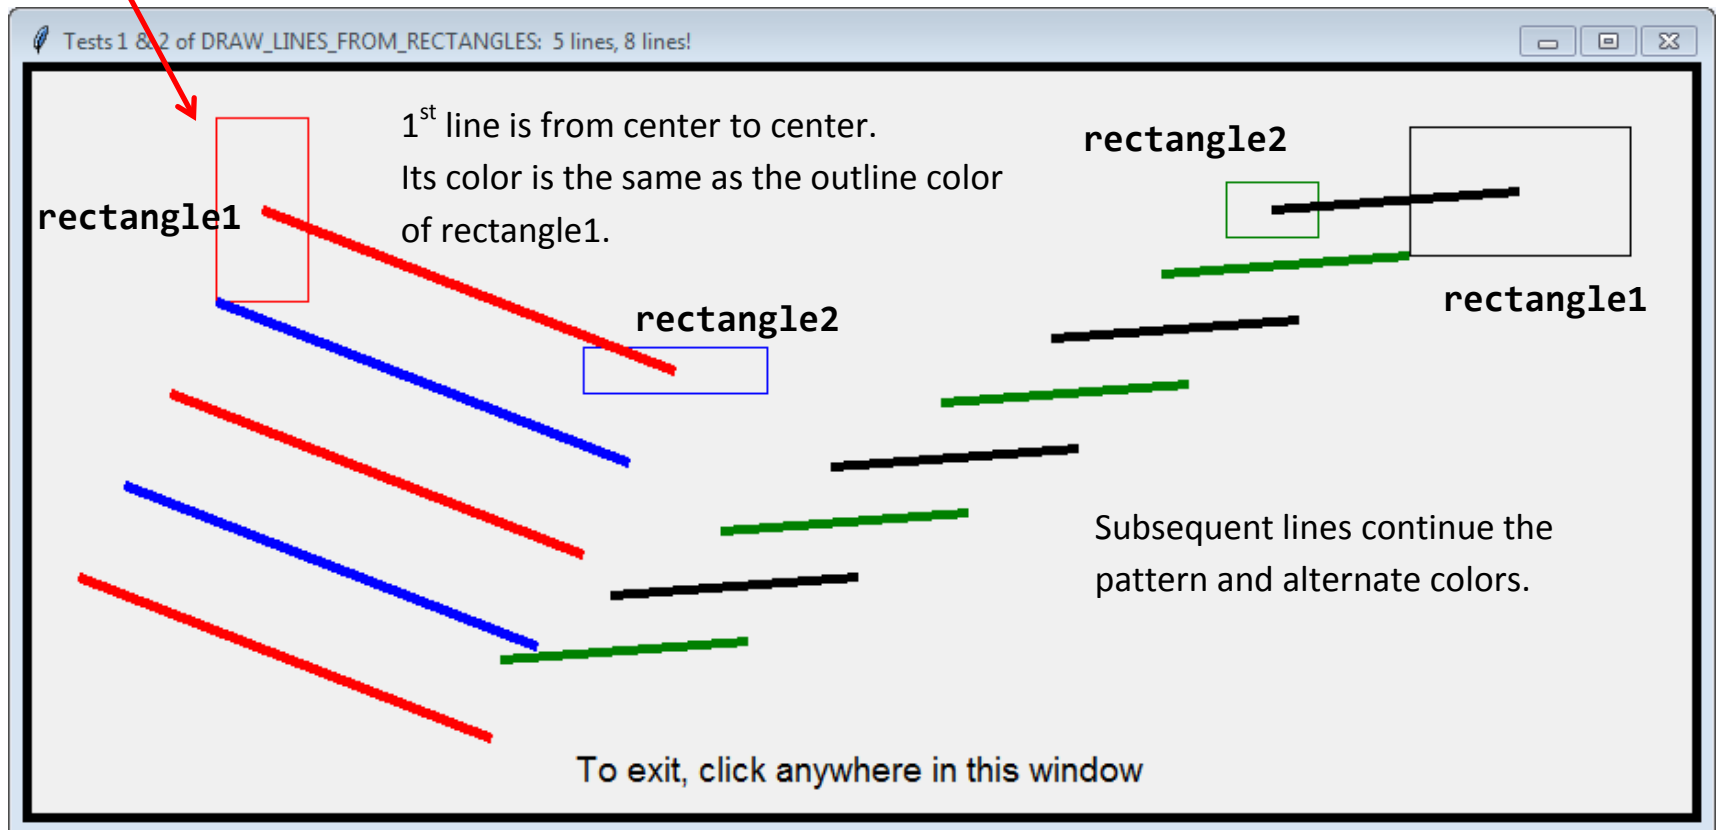 Tests 1 & 2 of DRAW_LINES_FROM_RECTANGLES:  5 lines, 8 lines!
1st line is from center to center.
Its color is the same as the outline color
of rectangle1.
rectangle1
rectangle2
rectangle2
rectangle1
Subsequent lines continue the
pattern and alternate colors.
To exit, click anywhere in this window